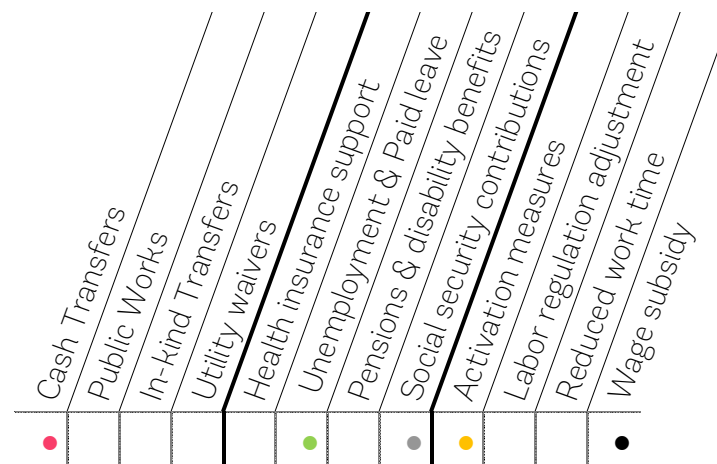 Cash Transfers
Public Works
In-kind Transfers
Utility waivers
Health insurance support
Unemployment & Paid leave
Pensions & disability benefits
Social security contributions
Activation measures
Labor regulation adjustment
Reduced work time
Wage subsidy